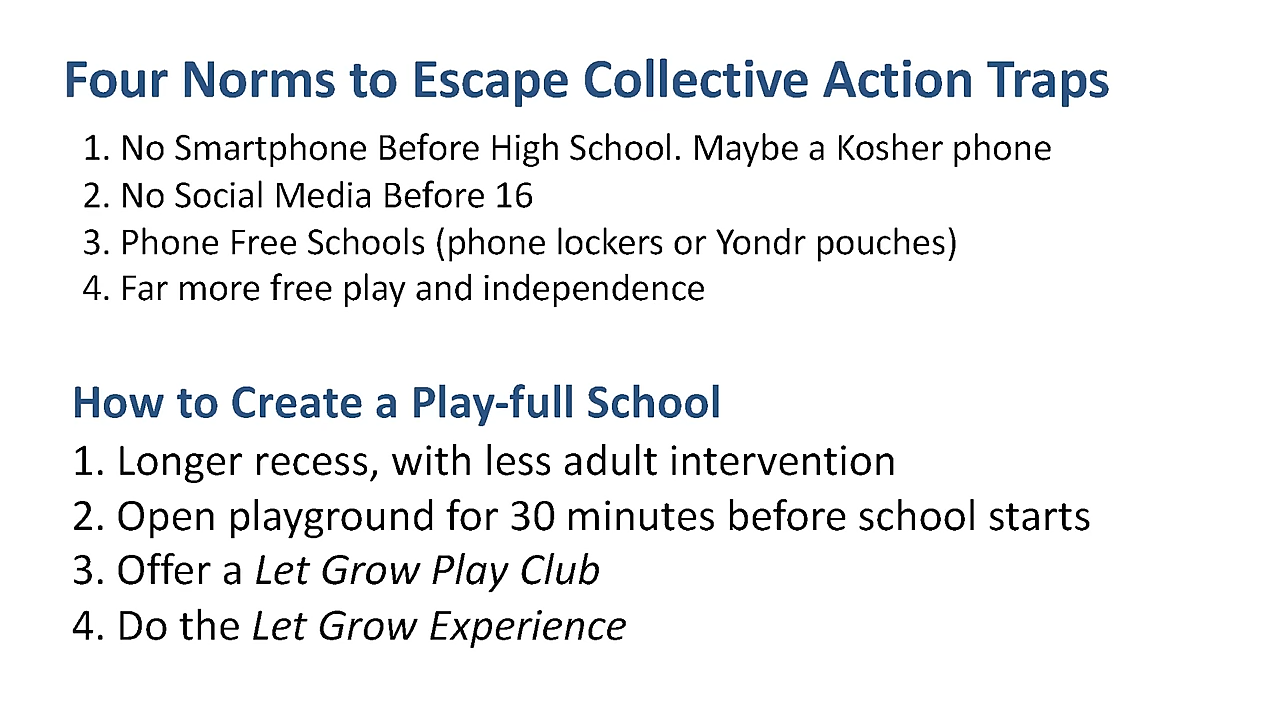 Four Norms to Escape Collective Action Traps
1. No Smartphone Before High School. Maybe a Kosher phone
2. No Social Media Before 16
3. Phone Free Schools (phone lockers or Yondr pouches)
4. Far more free play and independence
How to Create a Play-full School
1. Longer recess, with less adult intervention
2. Open playground for 30 minutes before school starts
3. Offer a Let Grow Play Club
4. Do the Let Grow Experience